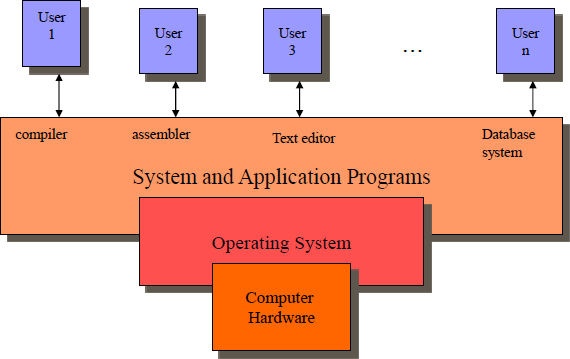 User
1
User
2
User
3
...
User
n
compiler
assembler
Text editor
Database
system
System and Application Programs
Operating System
Computer
Hardware